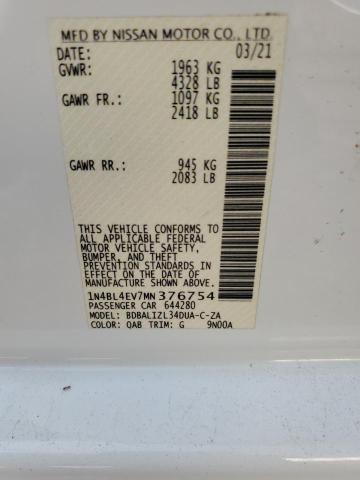 MFD BY NISSAN MOTOR CO., LTD.
DATE: 03/21
GVWR: 1963 KG
4328 LB
GAWR FR.: 1097 KG
2418 LB
GAWR RR.: 945 KG
2083 LB
THIS VEHICLE CONFORMS TO
ALL APPLICABLE FEDERAL
MOTOR VEHICLE SAFETY,
BUMPER, AND THEFT
PREVENTION STANDARDS IN
EFFECT ON THE DATE OF
MANUFACTURE SHOWN ABOVE.
1N4BL4EV7MN376754
PASSENGER CAR 644280
MODEL: BDBALIZL34DUA-C-ZA
COLOR: QAB TRIM: G 9N00A